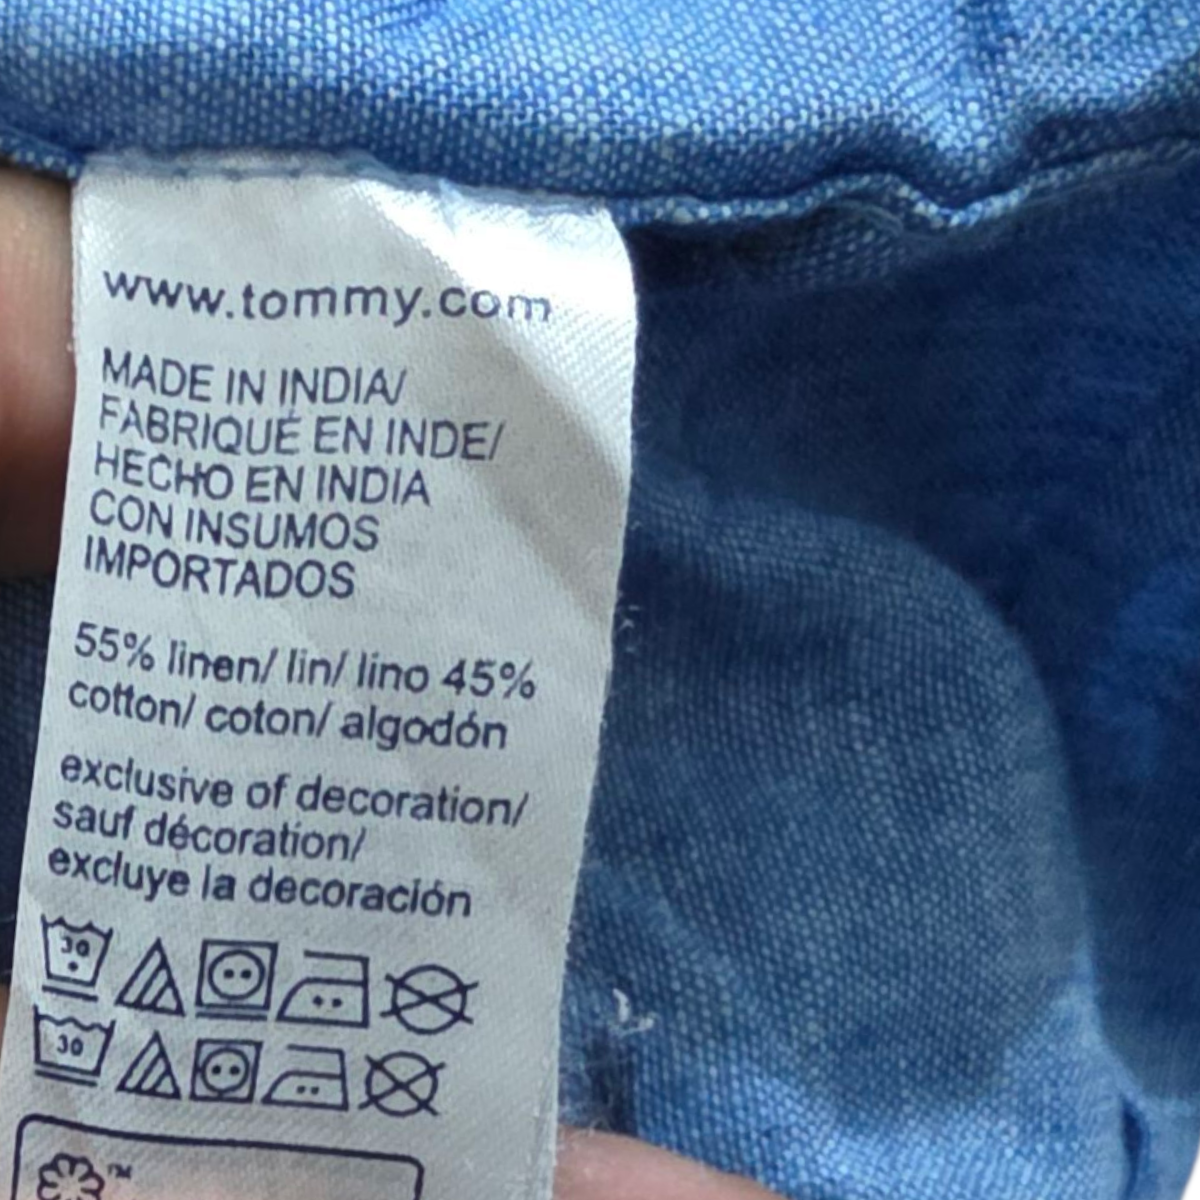 www.tommy.com
MADE IN INDIA/
FABRIQUÉ EN INDE/
HECHO EN INDIA
CON INSUMOS
IMPORTADOS
55% linen/ lin/ lino 45%
cotton/ coton/ algodón
exclusive of decoration/
sauf décoration/
excluye la decoración
30
30
™